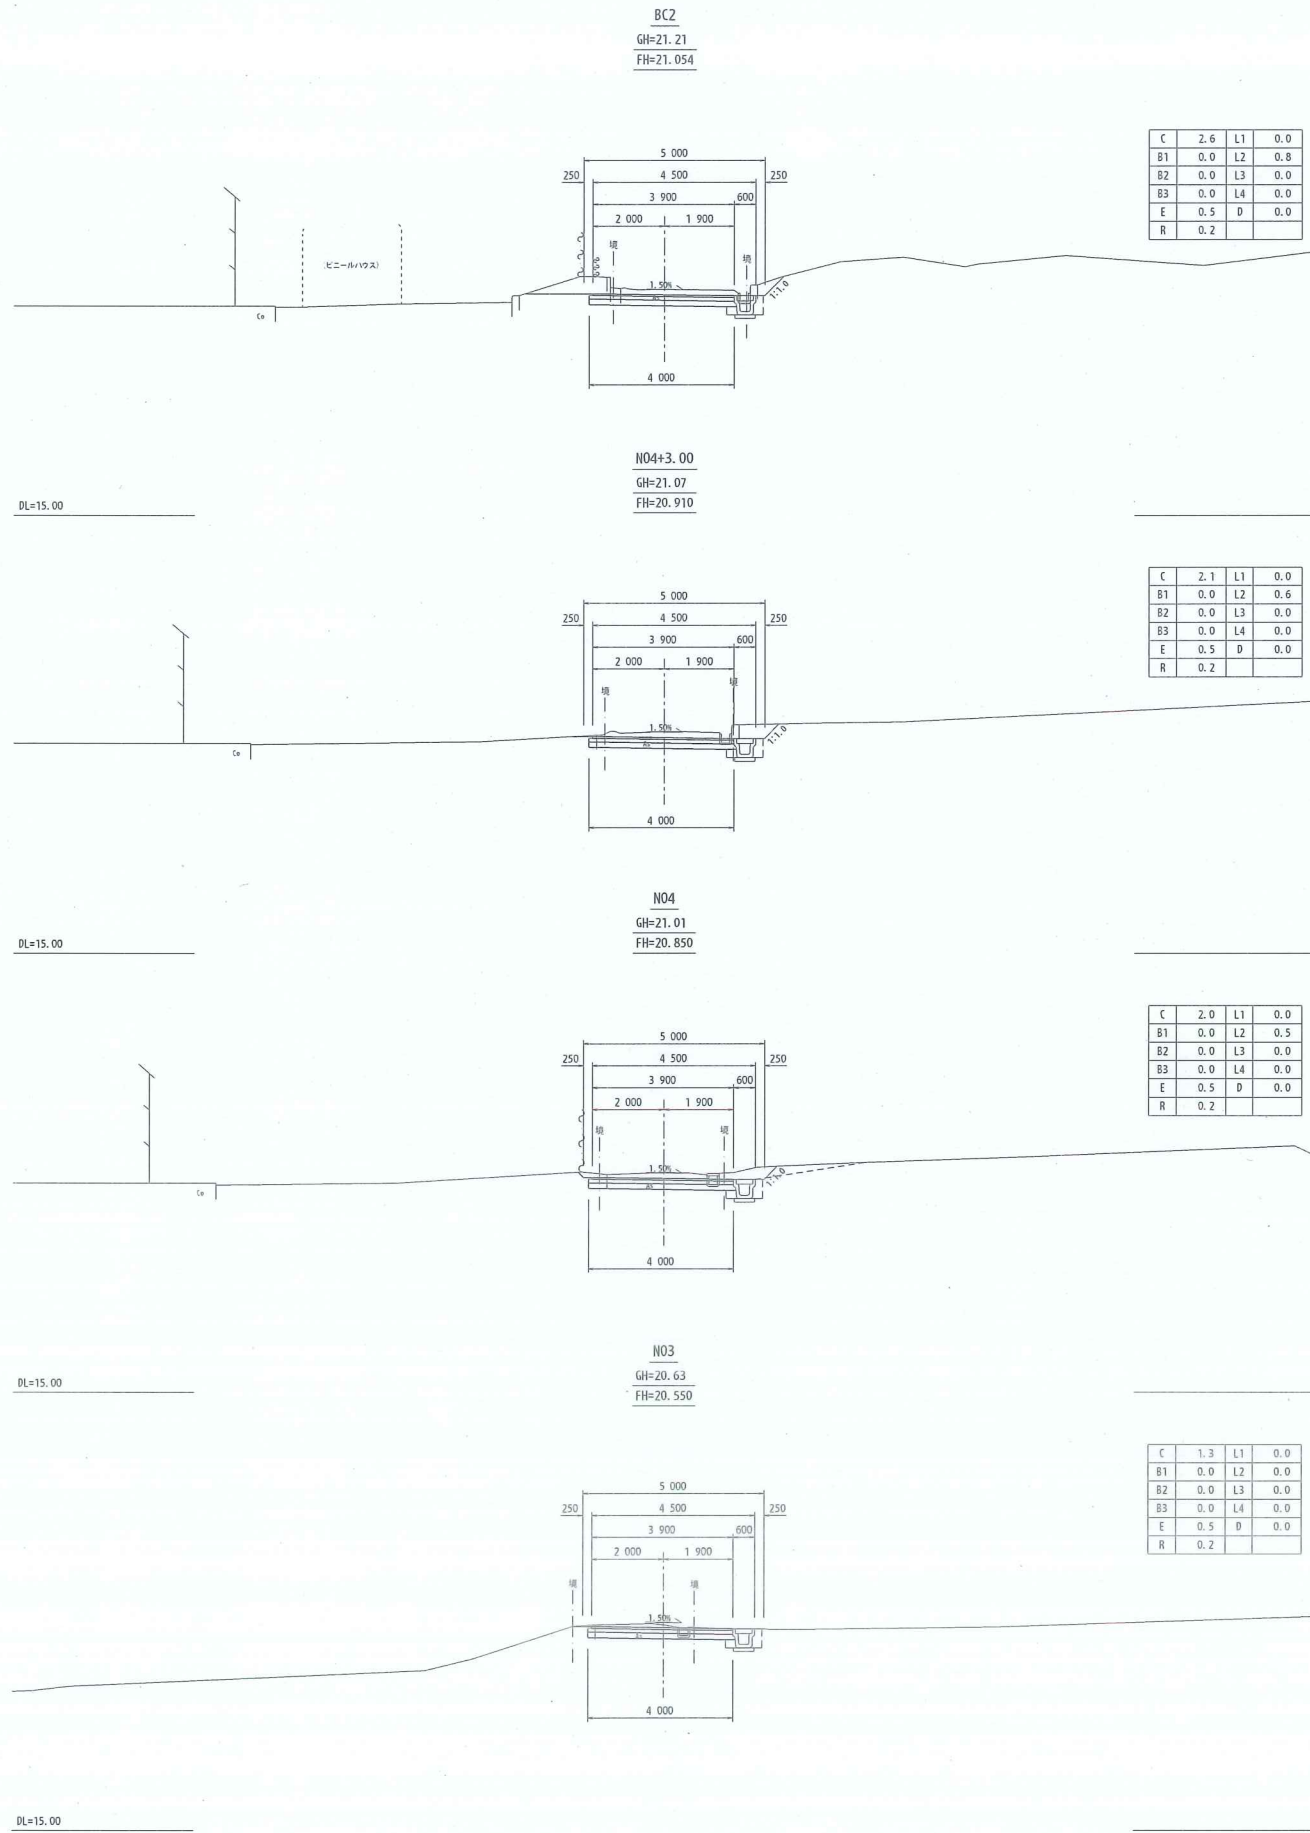 BC2
GH=21.21
FH=21.054
C 2.6 L1 0.0
B1 0.0 L2 0.8
B2 0.0 L3 0.0
B3 0.0 L4 0.0
E 0.5 D 0.0
R 0.2
5 000
250 4 500 250
3 900 600
2 000 1 900
境 境
(ビニールハウス)
1.50%
As
1:1.0
Co
4 000
DL=15.00
NO4+3.00
GH=21.07
FH=20.910
C 2.1 L1 0.0
B1 0.0 L2 0.6
B2 0.0 L3 0.0
B3 0.0 L4 0.0
E 0.5 D 0.0
R 0.2
5 000
250 4 500 250
3 900 600
2 000 1 900
境 境
1.50%
As
1:1.0
Co
4 000
DL=15.00
NO4
GH=21.01
FH=20.850
C 2.0 L1 0.0
B1 0.0 L2 0.5
B2 0.0 L3 0.0
B3 0.0 L4 0.0
E 0.5 D 0.0
R 0.2
5 000
250 4 500 250
3 900 600
2 000 1 900
境 境
1.50%
As
1:1.0
Co
4 000
DL=15.00
NO3
GH=20.63
FH=20.550
C 1.3 L1 0.0
B1 0.0 L2 0.0
B2 0.0 L3 0.0
B3 0.0 L4 0.0
E 0.5 D 0.0
R 0.2
5 000
250 4 500 250
3 900 600
2 000 1 900
境 境
1.50%
As
4 000
DL=15.00